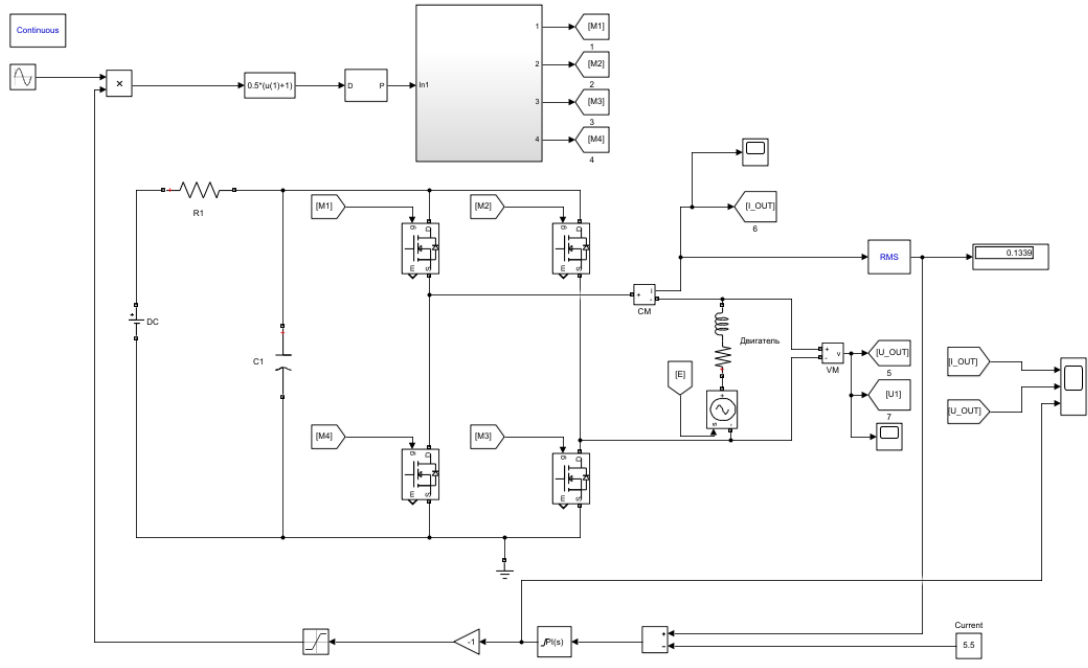 Continuous
×
0.5*(u(1)+1)
D P
In1
1
2
3
4
[M1]
1
[M2]
2
[M3]
3
[M4]
4
R1
[M1]
[M2]
g D
E S
g D
E S
[I_OUT]
6
RMS
0.1339
+ i
-
CM
DC
C1
Двигатель
[E]
+ v
-
VM
[U_OUT]
5
[U1]
7
[I_OUT]
[U_OUT]
+
s -
[M4]
[M3]
g D
E S
g D
E S
-1
PI(s)
+
−
Current
5.5